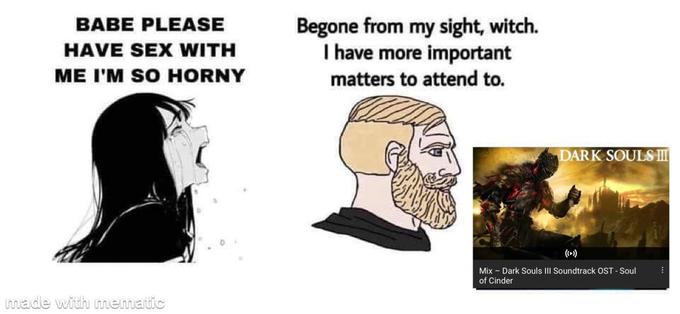 BABE PLEASE
HAVE SEX WITH
ME I'M SO HORNY
Begone from my sight, witch.
I have more important
matters to attend to.
DARK SOULS III
Mix – Dark Souls III Soundtrack OST - Soul
of Cinder
made with mematic